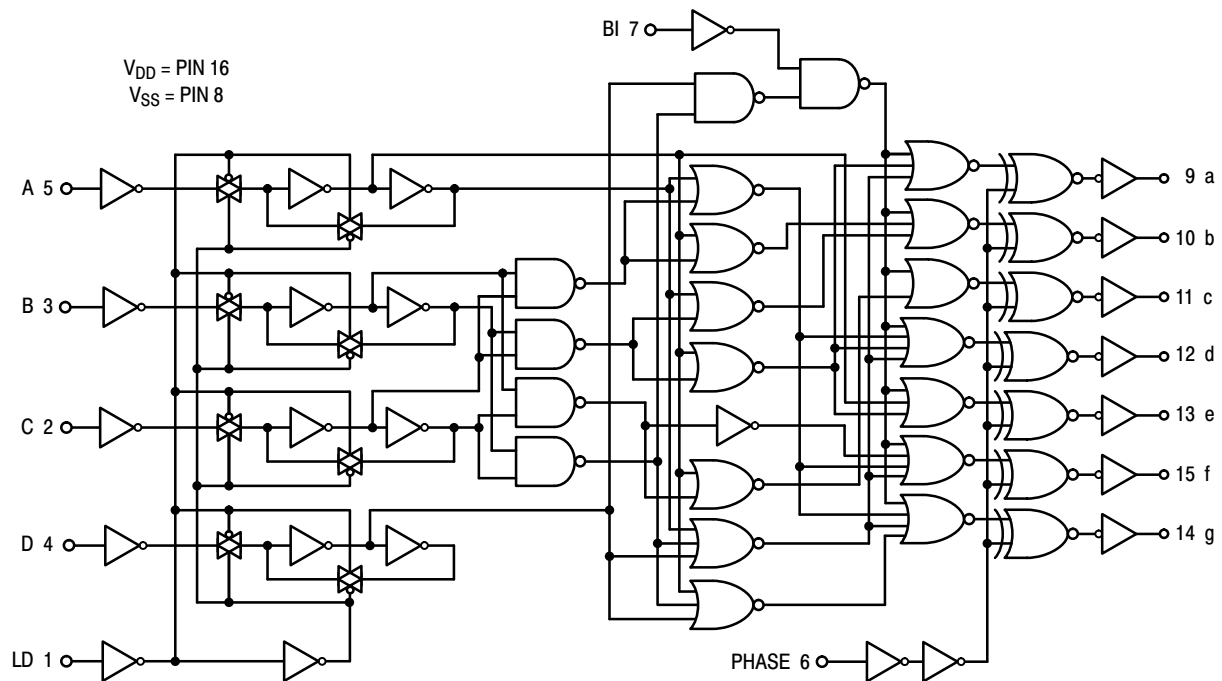 BI 7
VDD = PIN 16
VSS = PIN 8
A 5
9 a
10 b
B 3
11 c
12 d
C 2
13 e
15 f
D 4
14 g
LD 1
PHASE 6